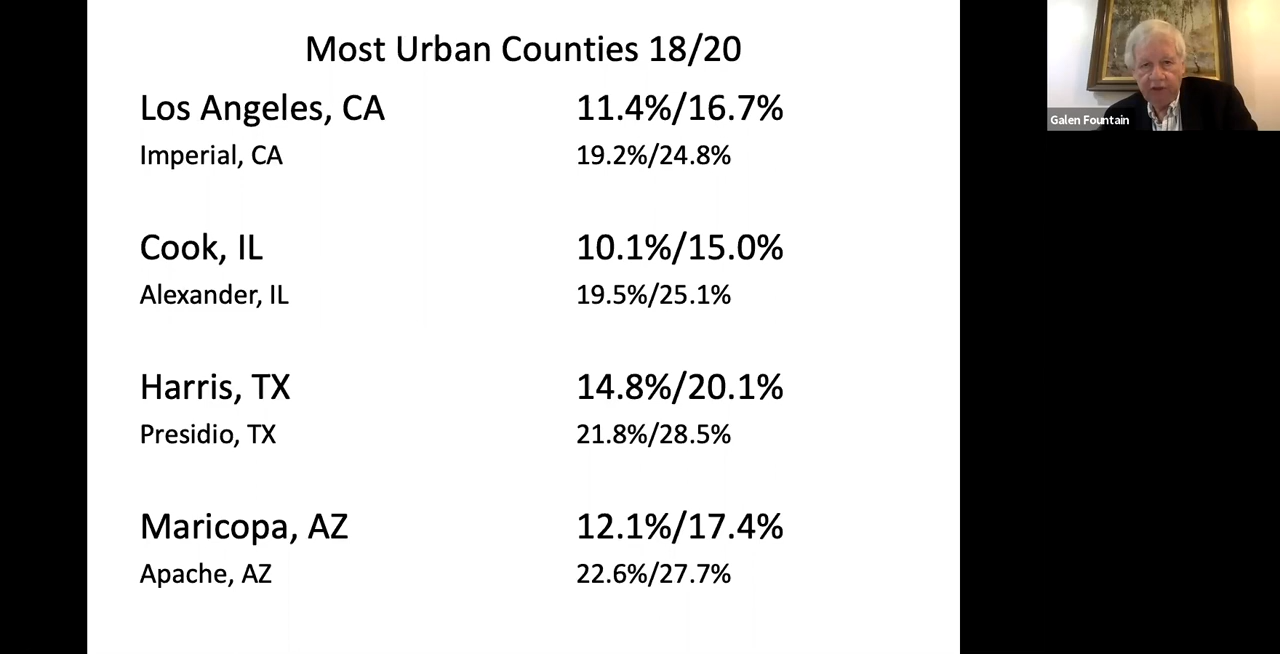 Most Urban Counties 18/20
Los Angeles, CA 11.4%/16.7%
Imperial, CA 19.2%/24.8%
Cook, IL 10.1%/15.0%
Alexander, IL 19.5%/25.1%
Harris, TX 14.8%/20.1%
Presidio, TX 21.8%/28.5%
Maricopa, AZ 12.1%/17.4%
Apache, AZ 22.6%/27.7%
Galen Fountain